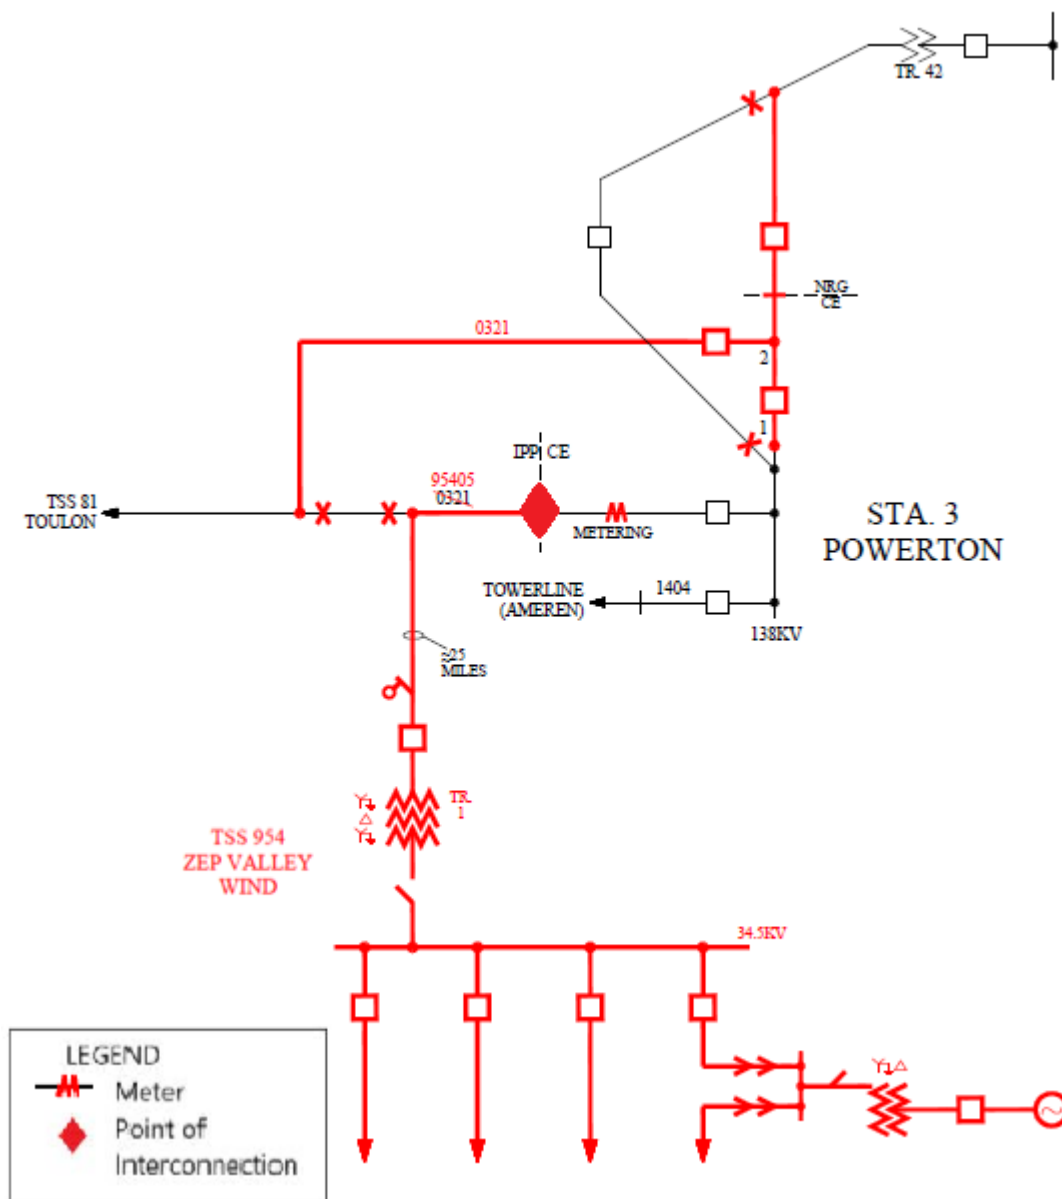 TR. 42
NRG
CE
0321
2
1
IPP CE
95405
0321
TSS 81
TOULON
METERING
STA. 3
POWERTON
TOWERLINE
(AMEREN)
1404
138KV
≈25
MILES
TR.
1
TSS 954
ZEP VALLEY
WIND
34.5KV
LEGEND
Meter
Point of
Interconnection